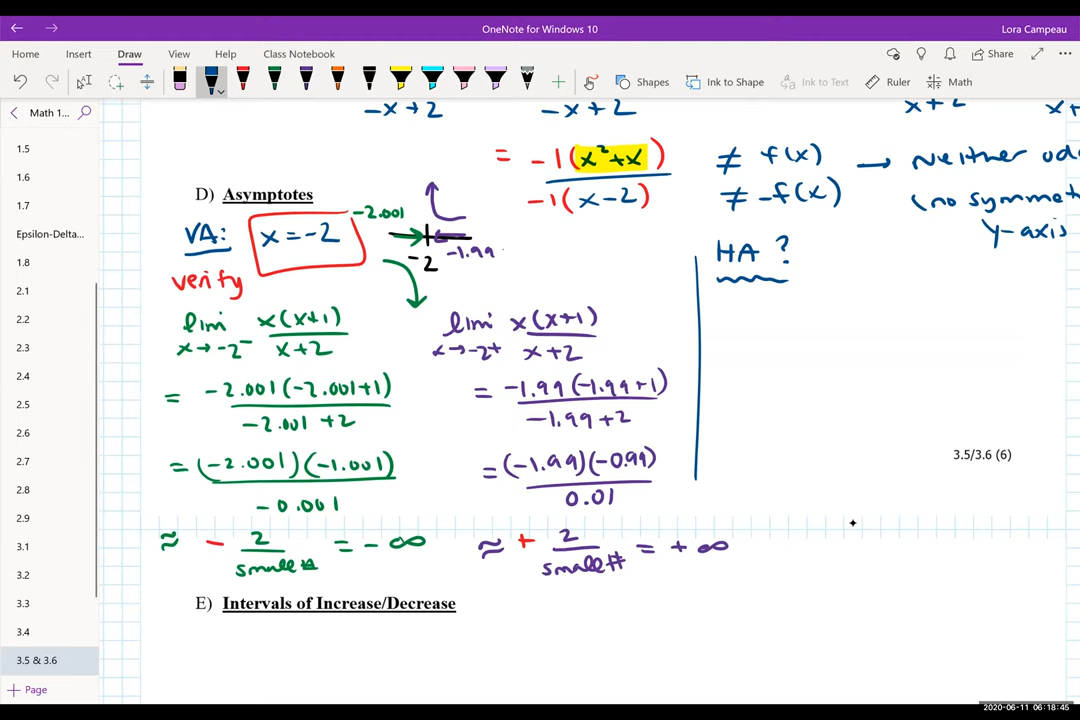 OneNote for Windows 10
Lora Campeau
Home Insert Draw View Help Class Notebook
Share
Shapes
Ink to Shape
Ink to Text
Ruler
Math
Math 1...
1.5
1.6
1.7
Epsilon-Delta...
1.8
2.1
2.2
2.3
2.4
2.5
2.6
2.7
2.8
2.9
3.1
3.2
3.3
3.4
3.5 & 3.6
Page
-x+2
-x+2
x+2
= -1(x²+x)
-1(x-2)
≠ f(x) → Neither
≠ -f(x) (no
y-axis
D) Asymptotes
VA: x=-2
verify
-2.001
-2
-1.99
HA ?
lim x(x+1)
x→-2⁻ x+2
= -2.001(-2.001+1)
-2.001+2
= (-2.001)(-1.001)
-0.001
≈ - 2 = -∞
small #
lim x(x+1)
x→-2⁺ x+2
= -1.99(-1.99+1)
-1.99+2
= (-1.99)(-0.99)
0.01
≈ + 2 = +∞
small #
3.5/3.6 (6)
E) Intervals of Increase/Decrease
2020-06-11 06:18:45